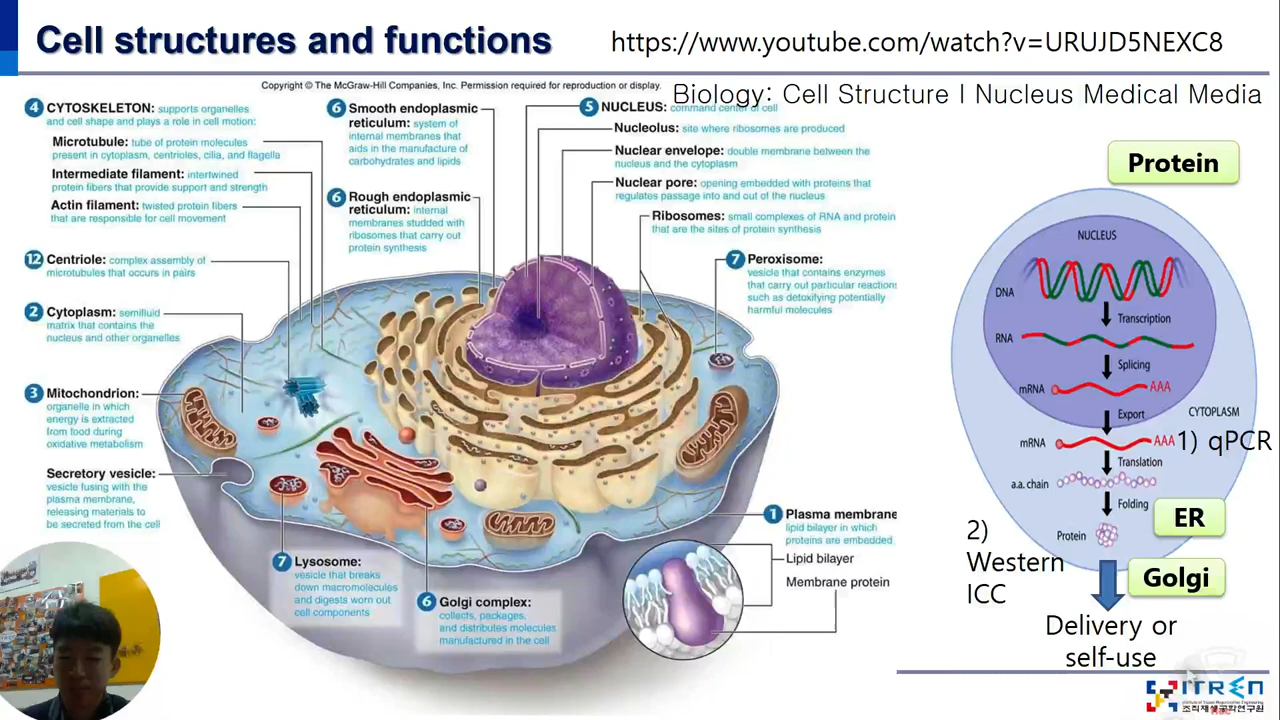 Cell structures and functions
https://www.youtube.com/watch?v=URUJD5NEXC8
Copyright © The McGraw-Hill Companies, Inc. Permission required for reproduction or display.
Biology: Cell Structure I Nucleus Medical Media
4 CYTOSKELETON: supports organelles
and cell shape and plays a role in cell motion:
Microtubule: tube of protein molecules
present in cytoplasm, centrioles, cilia, and flagella
Intermediate filament: intertwined
protein fibers that provide support and strength
Actin filament: twisted protein fibers
that are responsible for cell movement
12 Centriole: complex assembly of
microtubules that occurs in pairs
2 Cytoplasm: semifluid
matrix that contains the
nucleus and other organelles
3 Mitochondrion:
organelle in which
energy is extracted
from food during
oxidative metabolism
Secretory vesicle:
vesicle fusing with the
plasma membrane,
releasing materials to
be secreted from the cell
6 Smooth endoplasmic
reticulum: system of
internal membranes that
aids in the manufacture of
carbohydrates and lipids
6 Rough endoplasmic
reticulum: internal
membranes studded with
ribosomes that carry out
protein synthesis
5 NUCLEUS: command center of cell
Nucleolus: site where ribosomes are produced
Nuclear envelope: double membrane between the
nucleus and the cytoplasm
Nuclear pore: opening embedded with proteins that
regulates passage into and out of the nucleus
Ribosomes: small complexes of RNA and protein
that are the sites of protein synthesis
7 Peroxisome:
vesicle that contains enzymes
that carry out particular reactions
such as detoxifying potentially
harmful molecules
7 Lysosome:
vesicle that breaks
down macromolecules
and digests worn out
cell components
6 Golgi complex:
collects, packages,
and distributes molecules
manufactured in the cell
1 Plasma membrane
lipid bilayer in which
proteins are embedded
Lipid bilayer
Membrane protein
Protein
NUCLEUS
DNA
Transcription
RNA
Splicing
mRNA AAA
Export
CYTOPLASM
mRNA AAA 1) qPCR
Translation
a.a. chain
Folding
ER
Protein
2)
Western
ICC
Golgi
Delivery or
self-use
ITREN
조직재생공학연구원